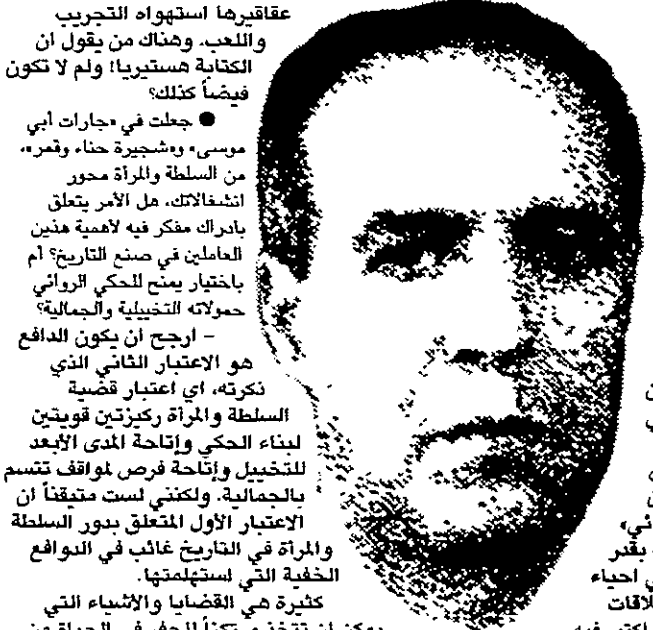 عقاقيرها استهواه التجريب
واللعب. وهناك من يقول ان
الكتابة هستيريا! ولم لا تكون
فيضاً كذلك؟
● جعلت في «جارات أبي
موسى» و«شجيرة حناء وقمر»،
من السلطة والمرأة محور
انشغالاتك، هل الأمر يتعلق
بادراك مفكر فيه لأهمية هذين
العاملين في صنع التاريخ؟ أم
باختيار يمنح للحكي الروائي
حمولاته التخييلية والجمالية؟
– ارجح ان يكون الدافع
هو الاعتبار الثاني الذي
نكرته، اي اعتبار قضية
السلطة والمرأة ركيزتين قويتين
لبناء الحكي وإتاحة المدى الأبعد
للتخييل وإتاحة فرص لمواقف تتسم
بالجمالية. ولكنني لست متيقناً ان
الاعتبار الأول المتعلق بدور السلطة
والمرأة في التاريخ غائب في الدوافع
الخفية التي استهلمتها.
كثيرة هي القضايا والأشياء التي
بقدر
احياء